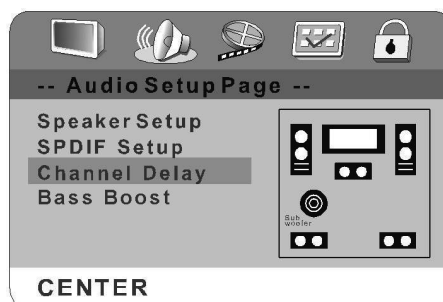 -- Audio Setup Page --
Speaker Setup
SPDIF Setup
Channel Delay
Bass Boost
Sub
woofer
CENTER